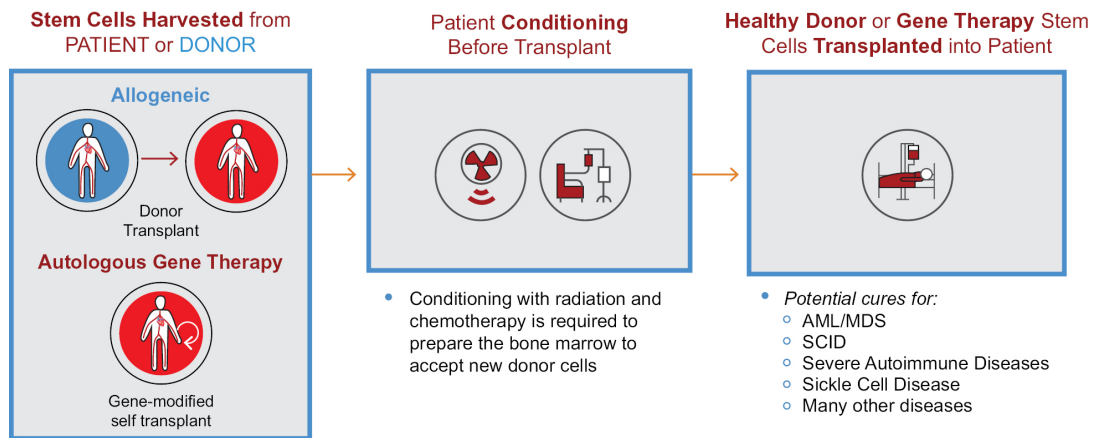 Stem Cells Harvested from
PATIENT or DONOR
Allogeneic
Donor
Transplant
Autologous Gene Therapy
Gene-modified
self transplant
Patient Conditioning
Before Transplant
• Conditioning with radiation and
chemotherapy is required to
prepare the bone marrow to
accept new donor cells
Healthy Donor or Gene Therapy Stem
Cells Transplanted into Patient
• Potential cures for:
AML/MDS
SCID
Severe Autoimmune Diseases
Sickle Cell Disease
Many other diseases